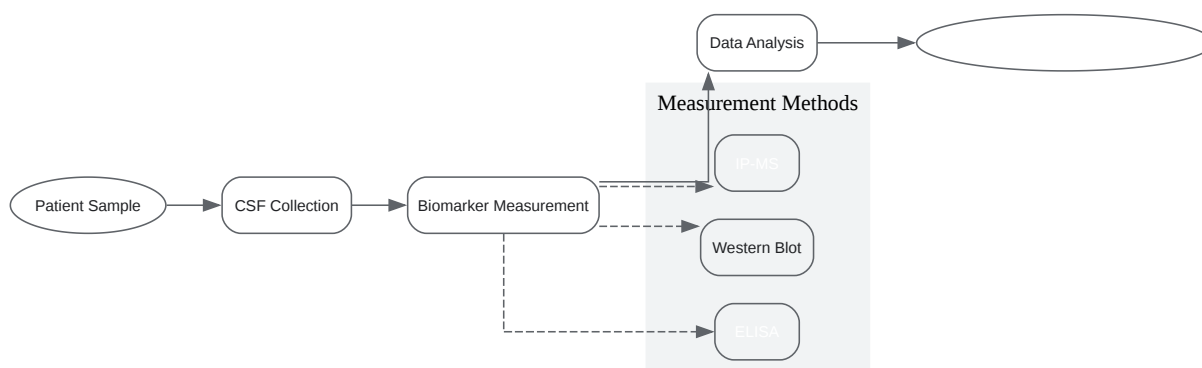 Data Analysis
Measurement Methods
IP-MS
Patient Sample
CSF Collection
Biomarker Measurement
Western Blot
ELISA